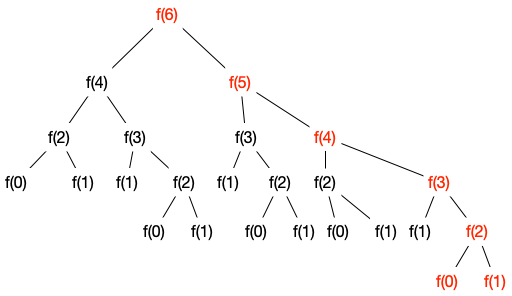 f(6)
f(4) f(5)
f(2) f(3) f(3) f(4)
f(0) f(1) f(1) f(2) f(1) f(2) f(2) f(3)
f(0) f(1) f(0) f(1) f(0) f(1) f(1) f(2)
f(0) f(1)